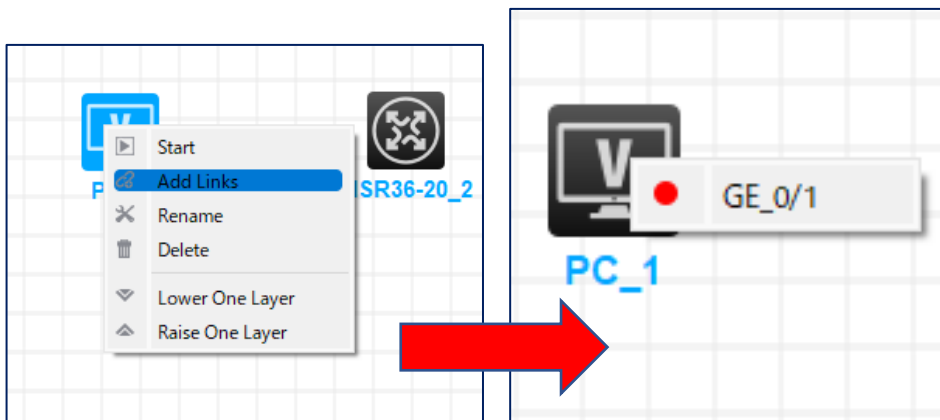 V
Start
Add Links
Rename
Delete
Lower One Layer
Raise One Layer
P
SR36-20_2
V
GE_0/1
PC_1